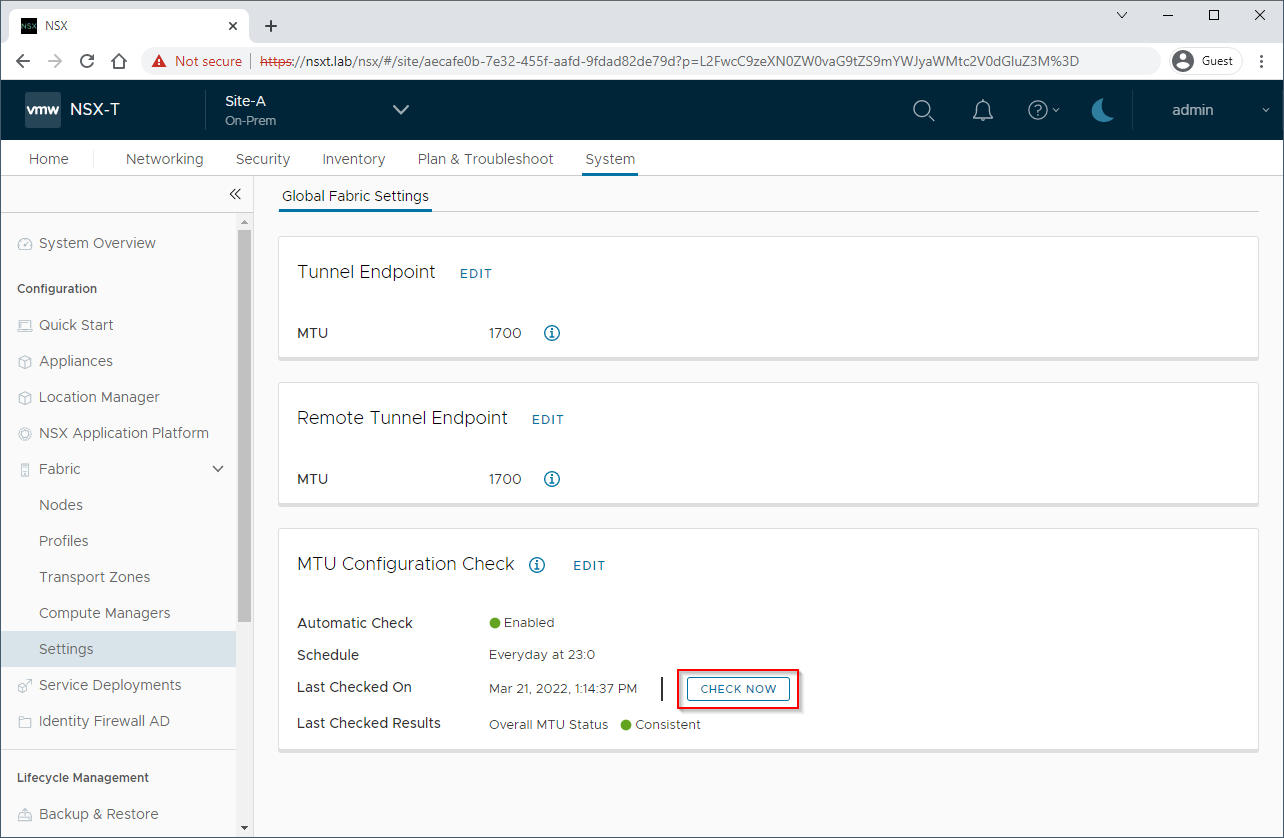 NSX
NSX
Not secure https://nsxt.lab/nsx/#/site/aecafe0b-7e32-455f-aafd-9fdad82de79d?p=L2FwcC9zeXN0ZW0vaG9tZS9mYWJyaWMtc2V0dGluZ3M%3D Guest
vmw NSX-T Site-A admin
On-Prem
Home Networking Security Inventory Plan & Troubleshoot System
Global Fabric Settings
System Overview
Configuration
Quick Start
Appliances
Location Manager
NSX Application Platform
Fabric
Nodes
Profiles
Transport Zones
Compute Managers
Settings
Service Deployments
Identity Firewall AD
Lifecycle Management
Backup & Restore
Tunnel Endpoint EDIT
MTU 1700
Remote Tunnel Endpoint EDIT
MTU 1700
MTU Configuration Check EDIT
Automatic Check Enabled
Schedule Everyday at 23:0
Last Checked On Mar 21, 2022, 1:14:37 PM CHECK NOW
Last Checked Results Overall MTU Status Consistent